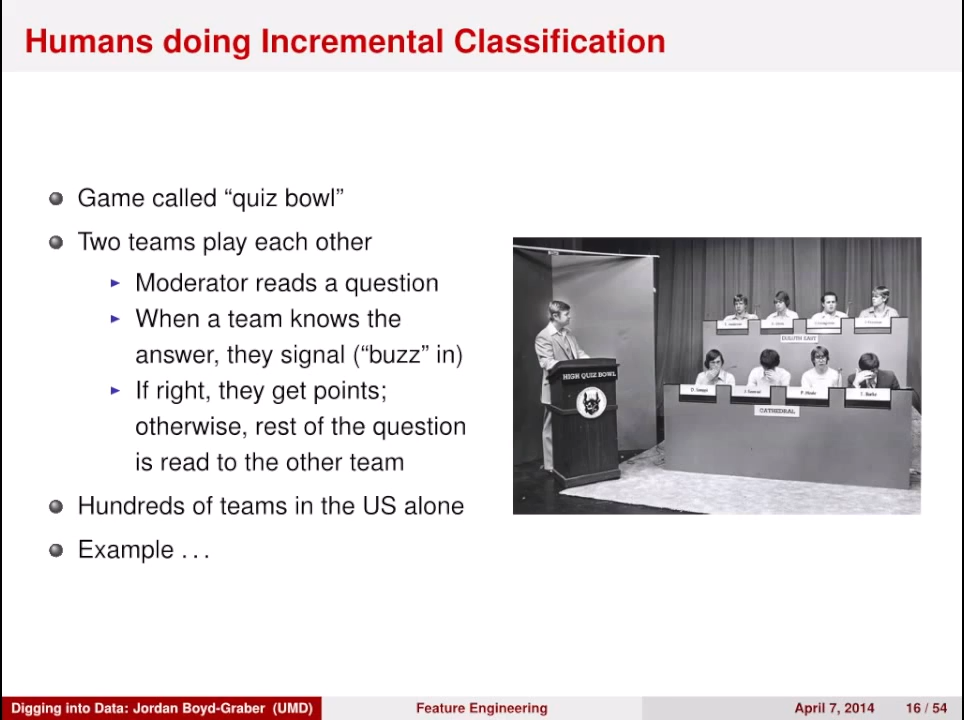 Humans doing Incremental Classification
Game called “quiz bowl”
Two teams play each other
Moderator reads a question
When a team knows the
answer, they signal (“buzz” in)
If right, they get points;
otherwise, rest of the question
is read to the other team
Hundreds of teams in the US alone
Example . . .
HIGH QUIZ BOWL
DULUTH EAST
CATHEDRAL
Digging into Data: Jordan Boyd-Graber (UMD)
Feature Engineering
April 7, 2014
16 / 54